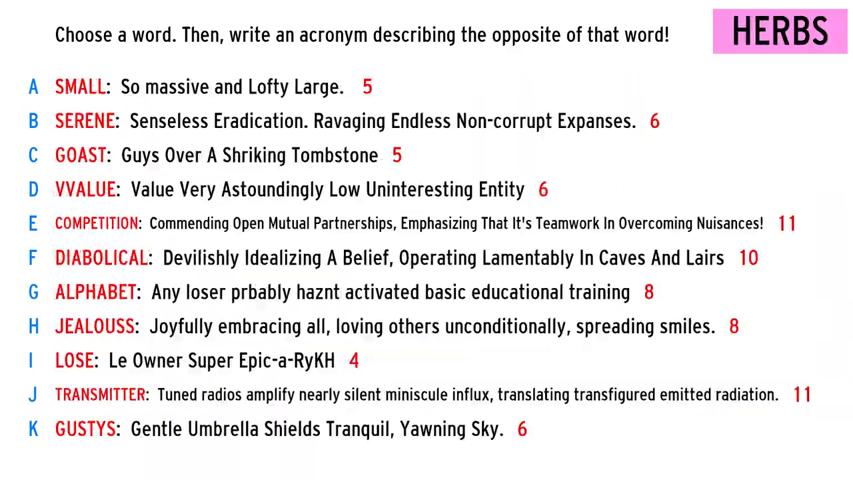 Choose a word. Then, write an acronym describing the opposite of that word!
HERBS
A SMALL: So massive and Lofty Large. 5
B SERENE: Senseless Eradication. Ravaging Endless Non-corrupt Expanses. 6
C GOAST: Guys Over A Shriking Tombstone 5
D VVALUE: Value Very Astoundingly Low Uninteresting Entity 6
E COMPETITION: Commending Open Mutual Partnerships, Emphasizing That It's Teamwork In Overcoming Nuisances! 11
F DIABOLICAL: Devilishly Idealizing A Belief, Operating Lamentably In Caves And Lairs 10
G ALPHABET: Any loser prbably haznt activated basic educational training 8
H JEALOUSS: Joyfully embracing all, loving others unconditionally, spreading smiles. 8
I LOSE: Le Owner Super Epic-a-RyKH 4
J TRANSMITTER: Tuned radios amplify nearly silent miniscule influx, translating transfigured emitted radiation. 11
K GUSTYS: Gentle Umbrella Shields Tranquil, Yawning Sky. 6